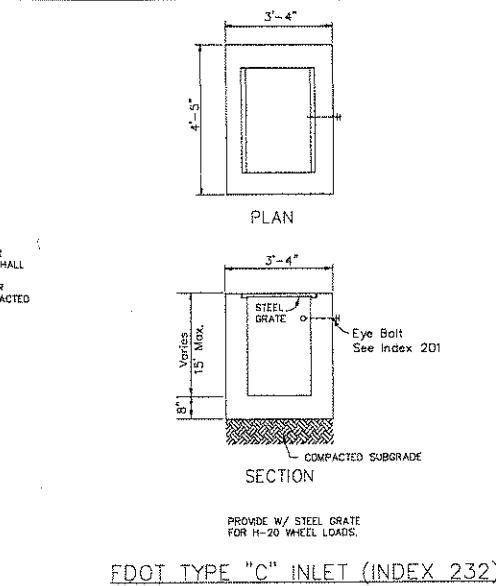 3'-4"
4'-5"
PLAN
HALL
ACTED
3'-4"
STEEL
GRATE
Eye Bolt
See Index 201
Varies
15' Max.
8"
COMPACTED SUBGRADE
SECTION
PROVIDE W/ STEEL GRATE
FOR H-20 WHEEL LOADS.
FDOT TYPE "C" INLET (INDEX 232)